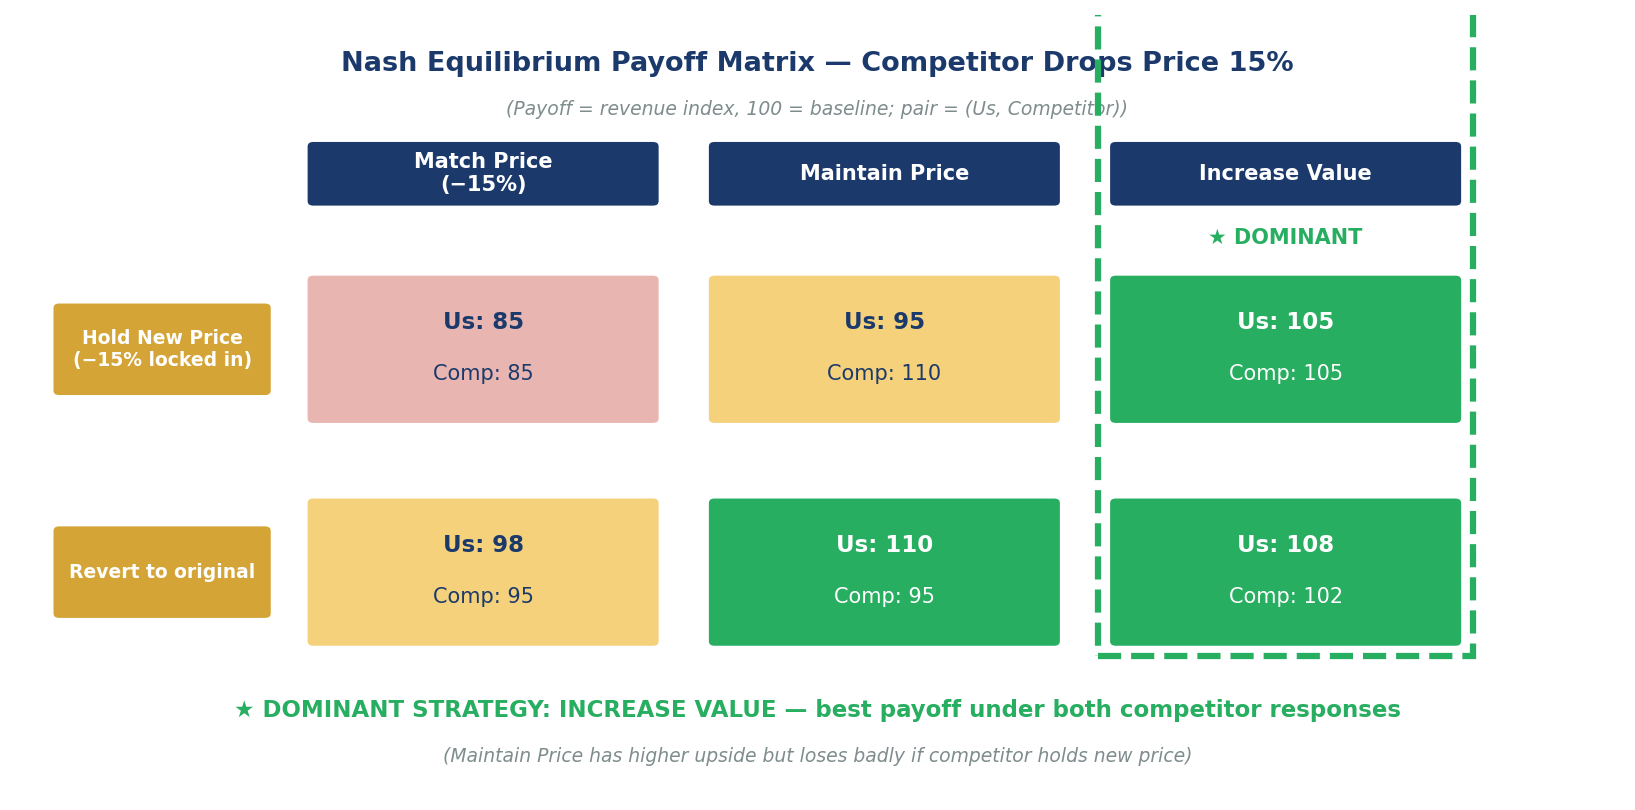 Nash Equilibrium Payoff Matrix — Competitor Drops Price 15%
(Payoff = revenue index, 100 = baseline; pair = (Us, Competitor))
Match Price
(−15%)
Maintain Price
Increase Value
★ DOMINANT
Hold New Price
(−15% locked in)
Us: 85
Comp: 85
Us: 95
Comp: 110
Us: 105
Comp: 105
Revert to original
Us: 98
Comp: 95
Us: 110
Comp: 95
Us: 108
Comp: 102
★ DOMINANT STRATEGY: INCREASE VALUE — best payoff under both competitor responses
(Maintain Price has higher upside but loses badly if competitor holds new price)